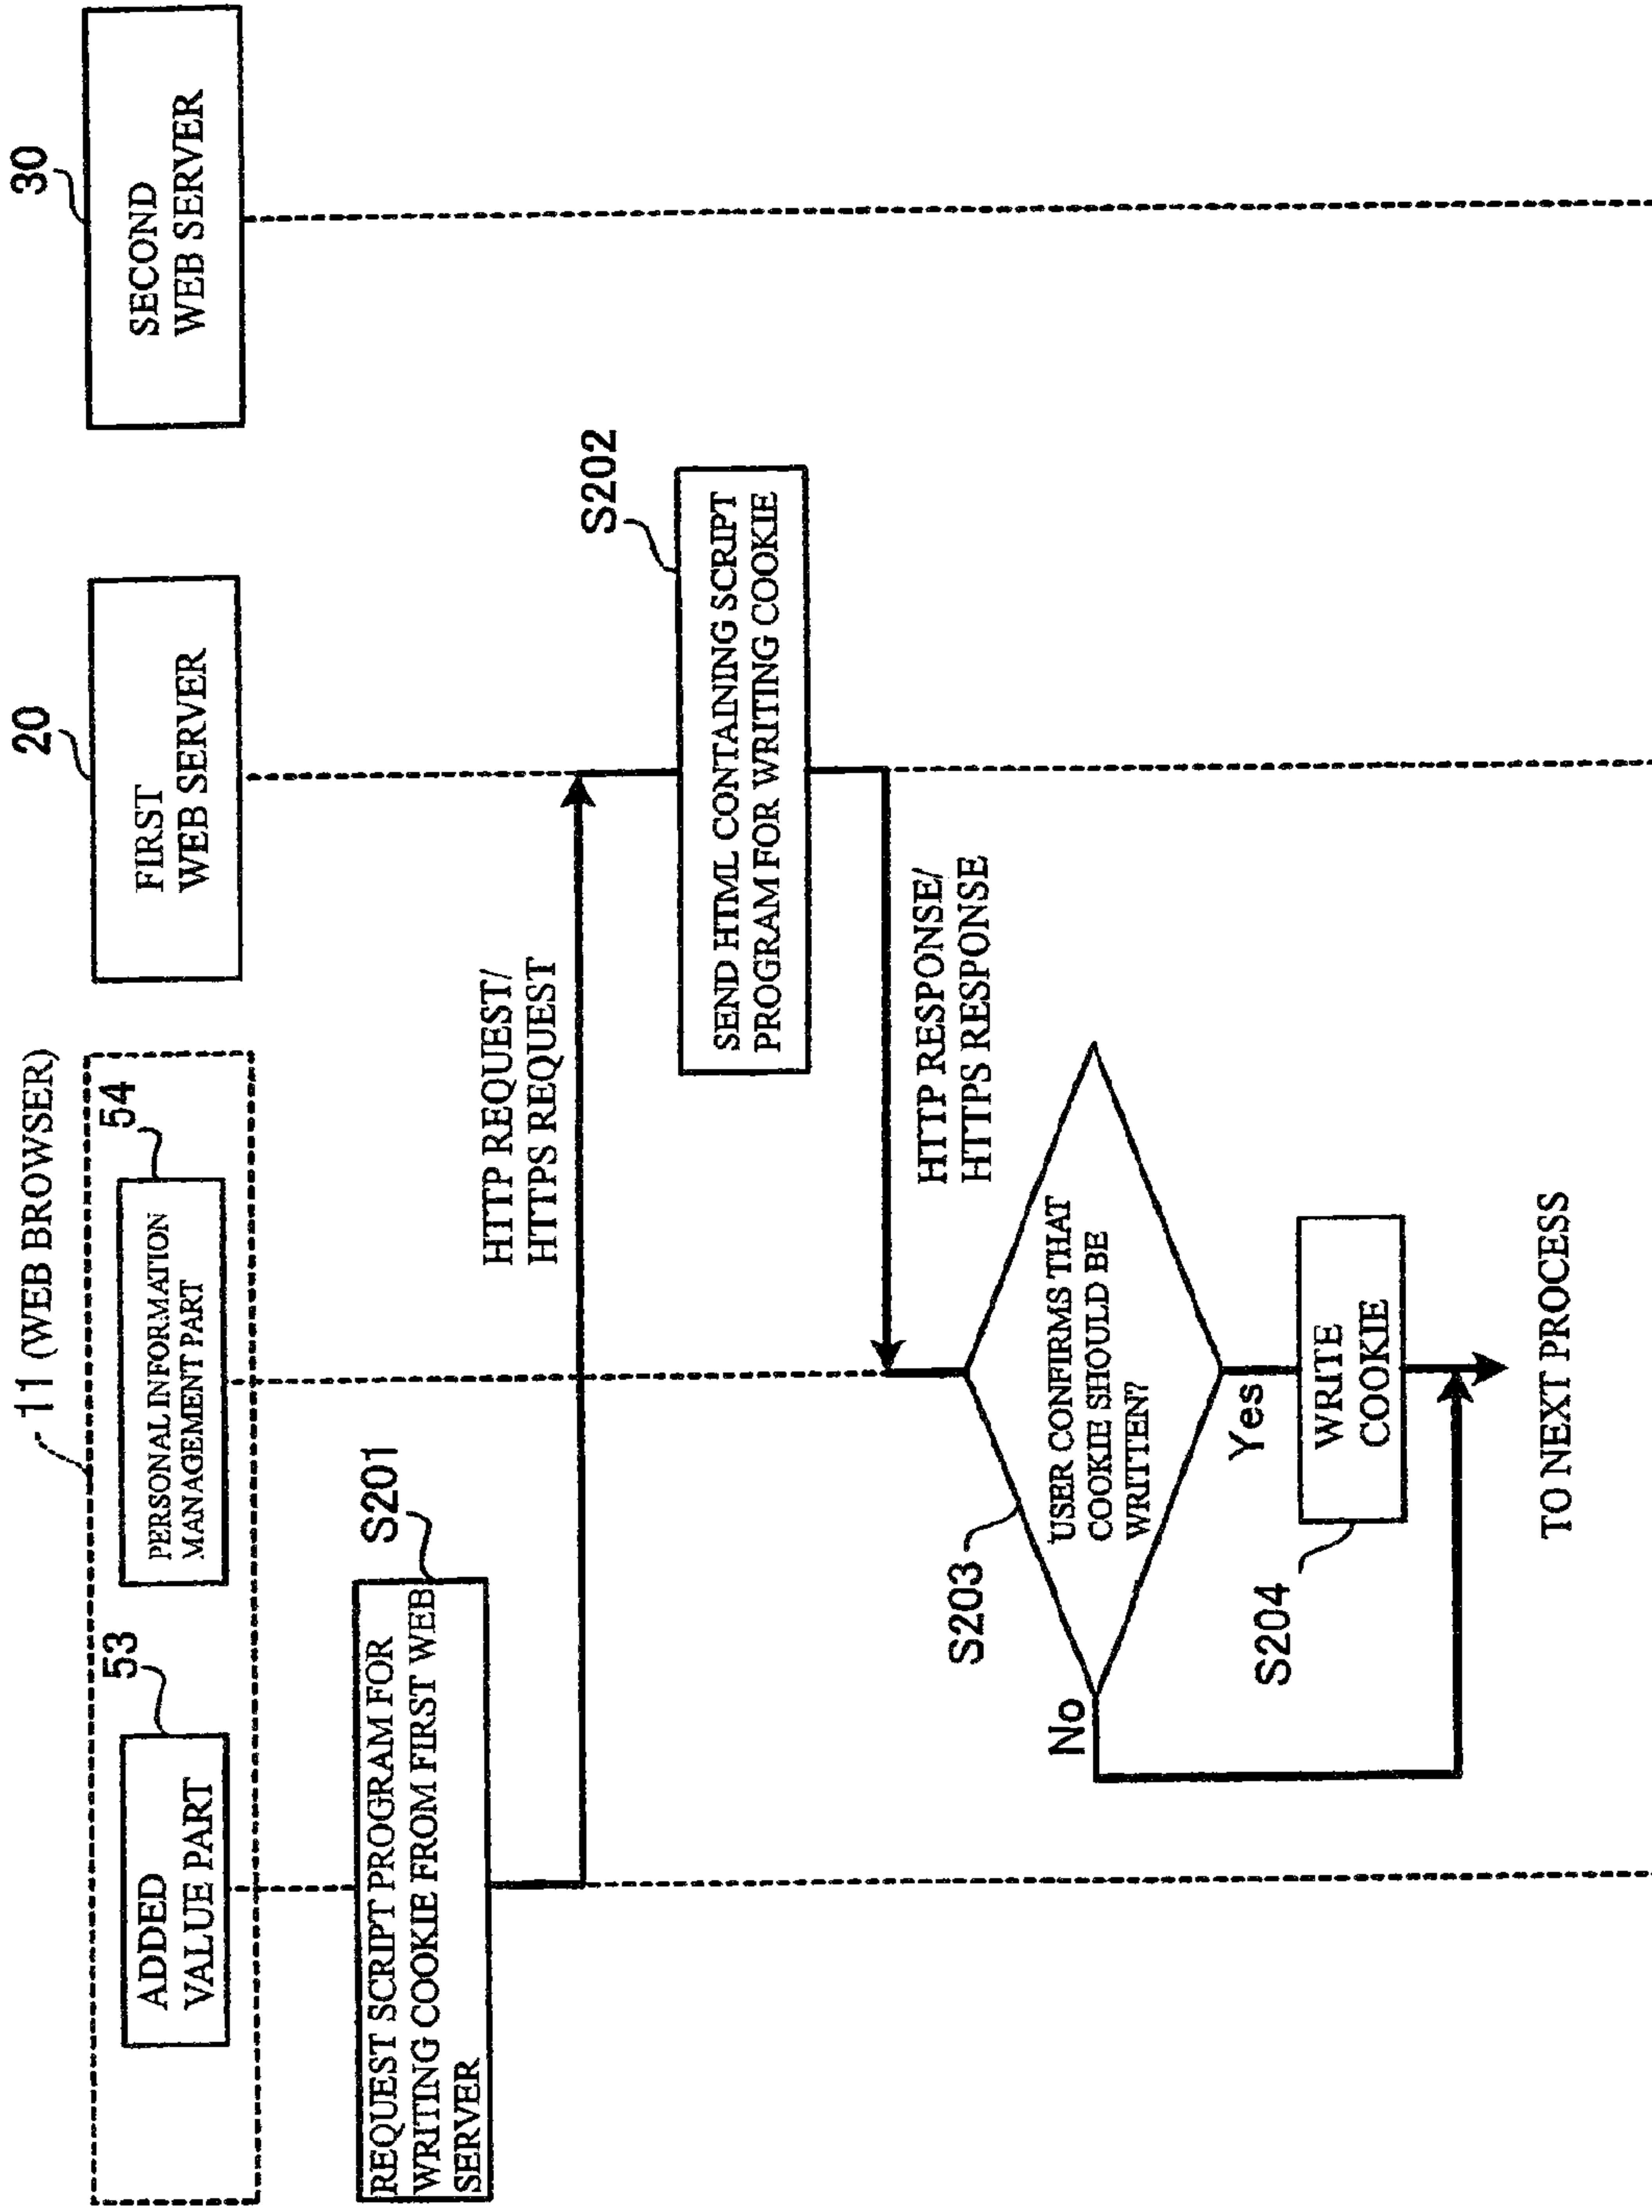 11 (WEB BROWSER)
53
ADDED
VALUE PART
54
PERSONAL INFORMATION
MANAGEMENT PART
20
FIRST
WEB SERVER
30
SECOND
WEB SERVER
S201
REQUEST SCRIPT PROGRAM FOR
WRITING COOKIE FROM FIRST WEB
SERVER
HTTP REQUEST/
HTTPS REQUEST
S202
SEND HTML CONTAINING SCRIPT
PROGRAM FOR WRITING COOKIE
HTTP RESPONSE/
HTTPS RESPONSE
S203
USER CONFIRMS THAT
COOKIE SHOULD BE
WRITTEN?
No
Yes
S204
WRITE
COOKIE
TO NEXT PROCESS